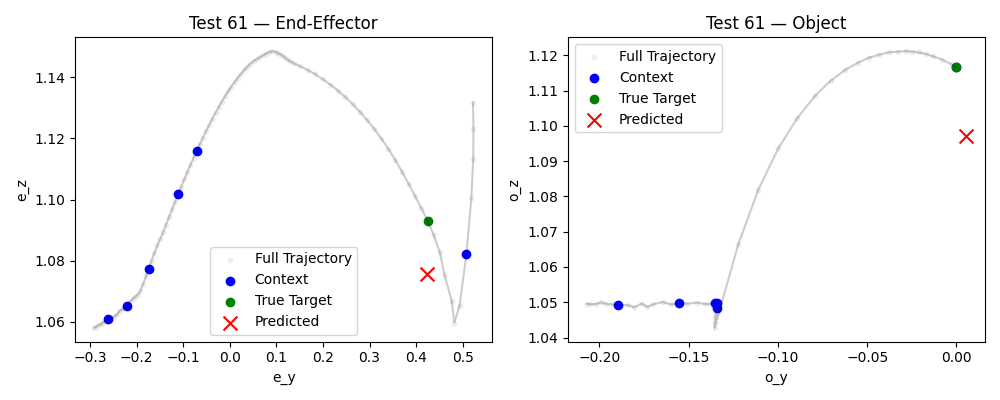 Test 61 — End-Effector
e_z
1.14
1.12
1.10
1.08
1.06
Full Trajectory
Context
True Target
Predicted
−0.3
−0.2
−0.1
0.0
0.1
0.2
0.3
0.4
0.5
e_y
Test 61 — Object
o_z
1.12
1.11
1.10
1.09
1.08
1.07
1.06
1.05
1.04
Full Trajectory
Context
True Target
Predicted
−0.20
−0.15
−0.10
−0.05
0.00
o_y